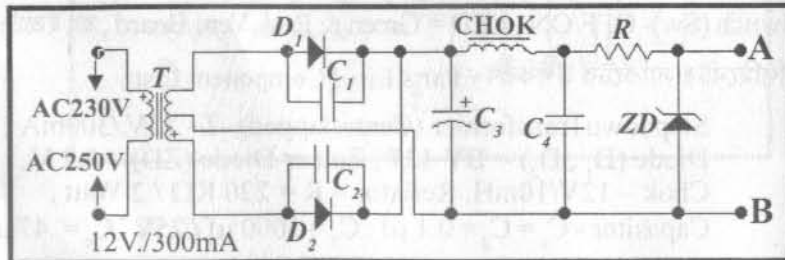 D₁
CHOK
R
A
T
C₁
AC230V
+
C₃
C₄
ZD
AC250V
C₂
D₂
B
12V./300mA